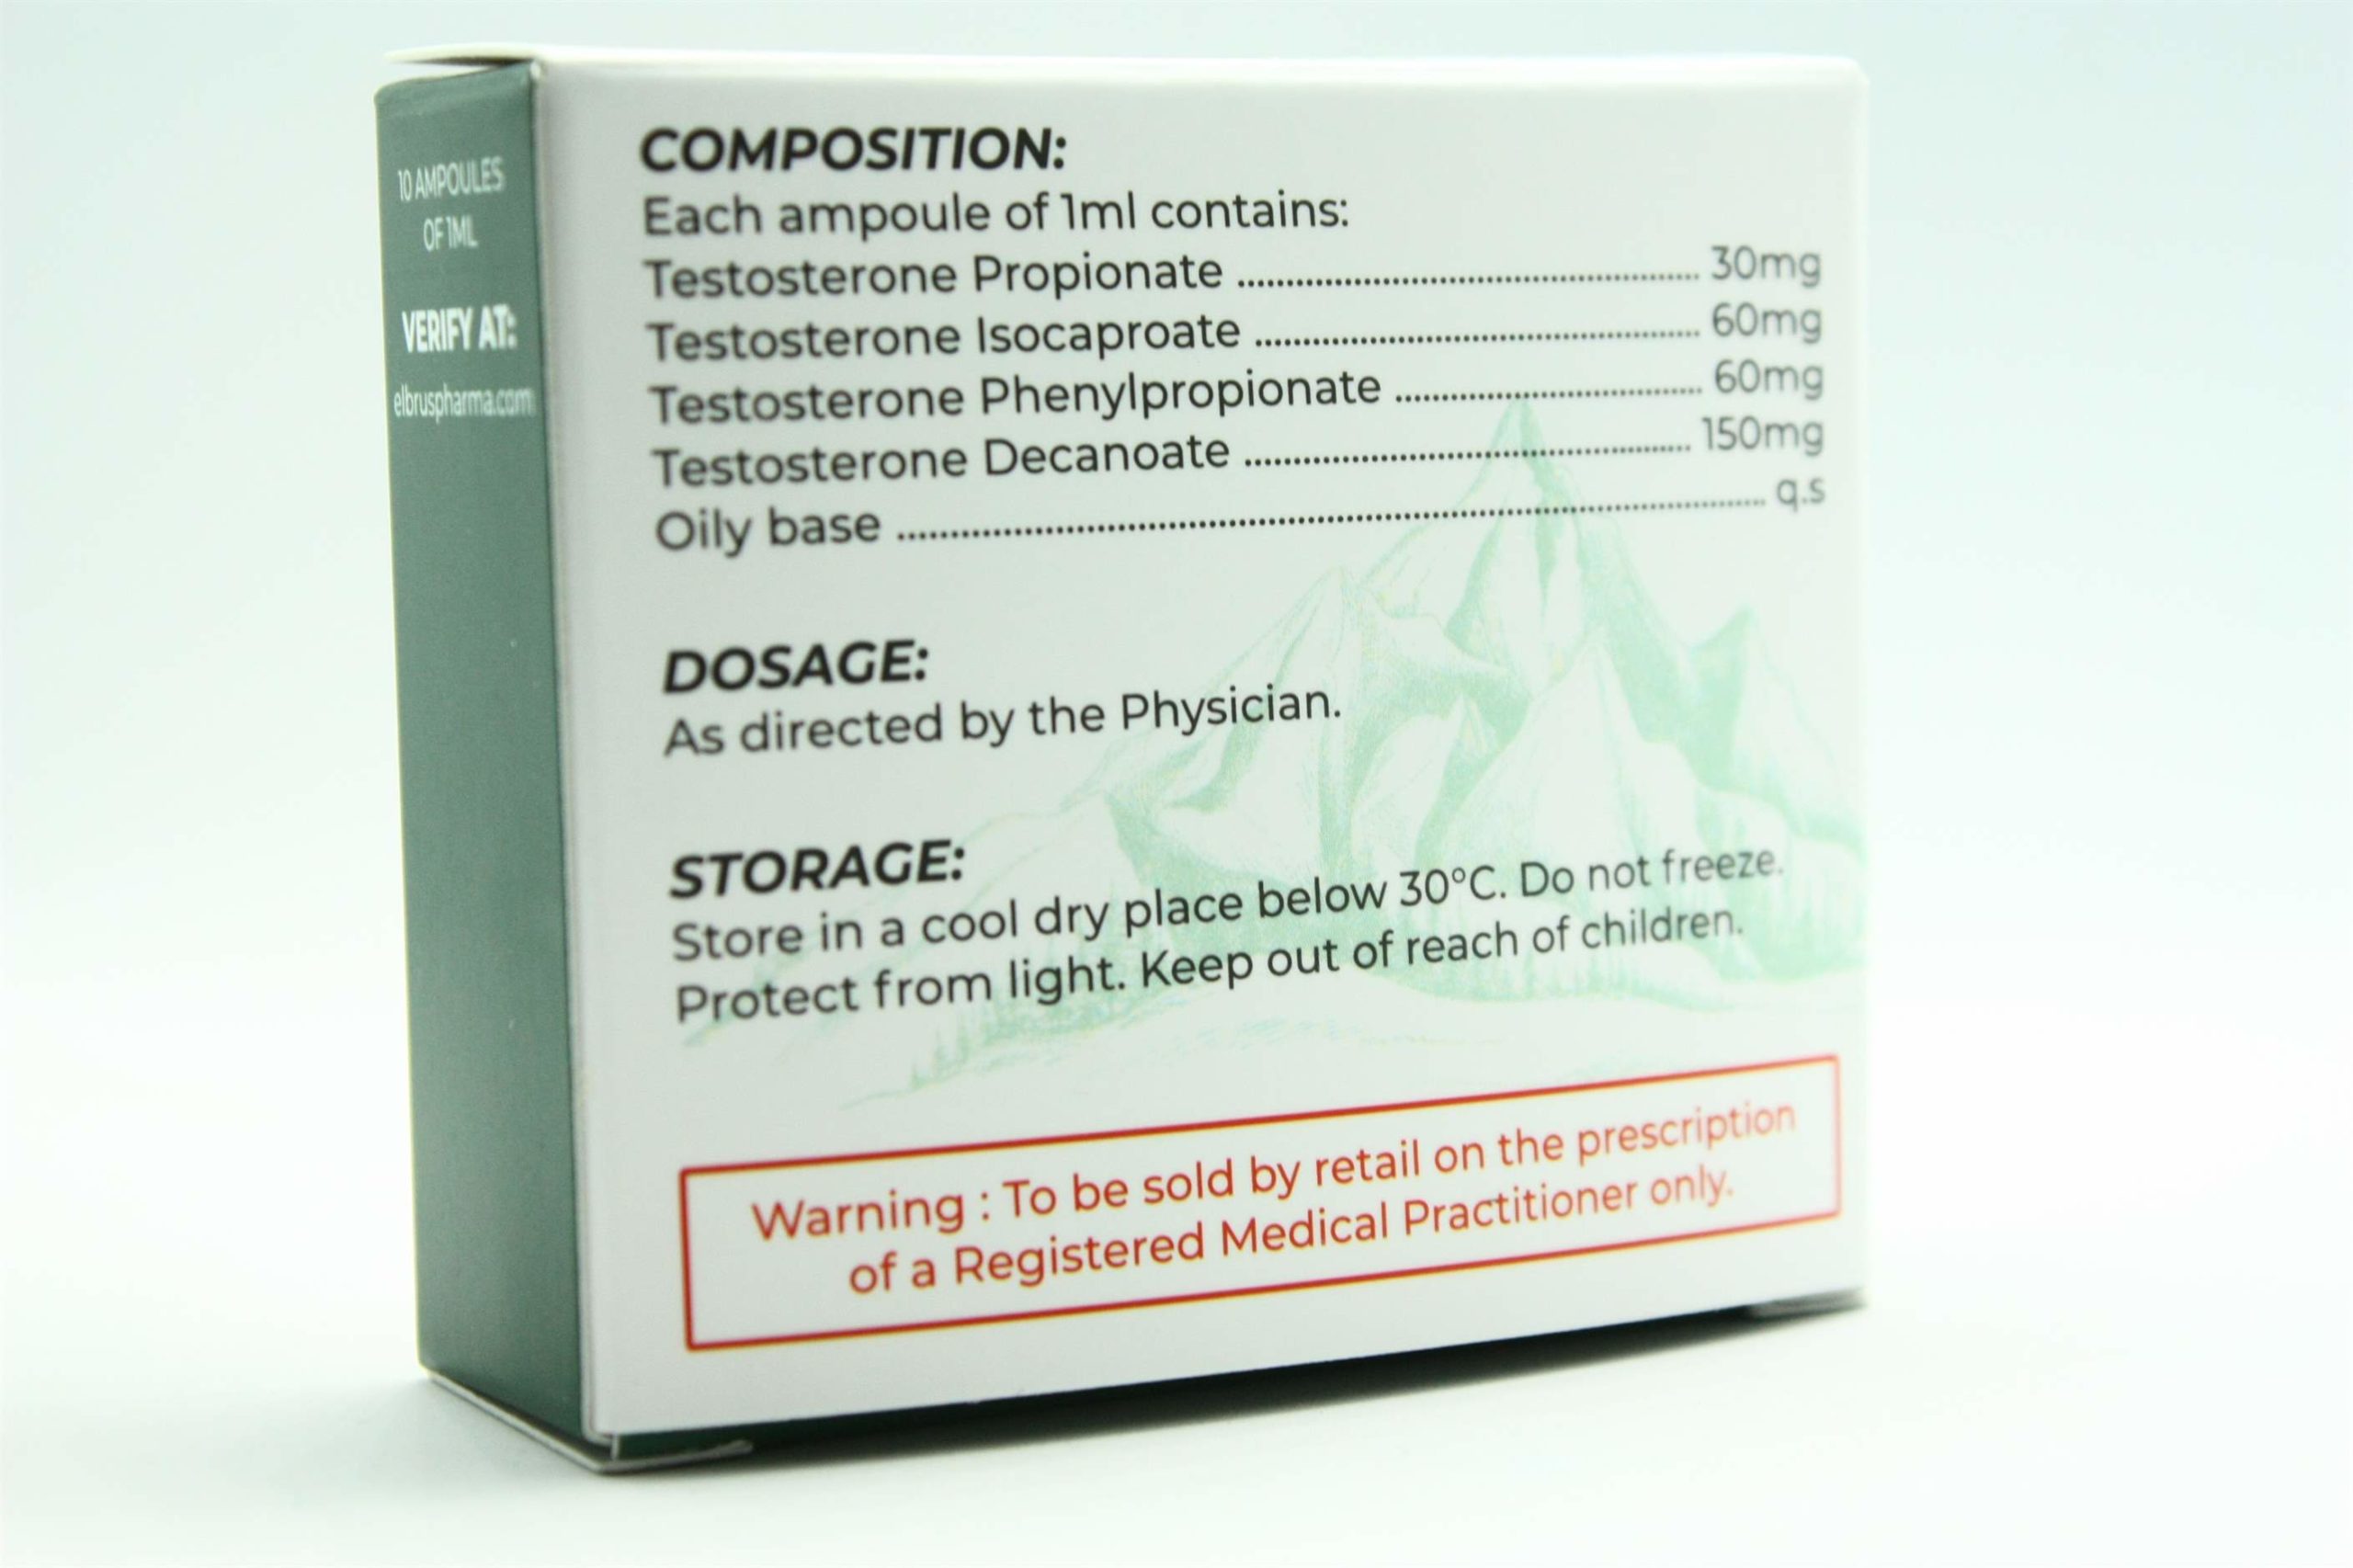 10 AMPOULES
OF 1ML
VERIFY AT:
elbruspharma.com
COMPOSITION:
Each ampoule of 1ml contains:
Testosterone Propionate ........................................ 30mg
Testosterone Isocaproate ........................................ 60mg
Testosterone Phenylpropionate ........................... 60mg
Testosterone Decanoate ........................................ 150mg
Oily base ................................................................................ q.s
DOSAGE:
As directed by the Physician.
STORAGE:
Store in a cool dry place below 30°C. Do not freeze.
Protect from light. Keep out of reach of children.
Warning : To be sold by retail on the prescription
of a Registered Medical Practitioner only.